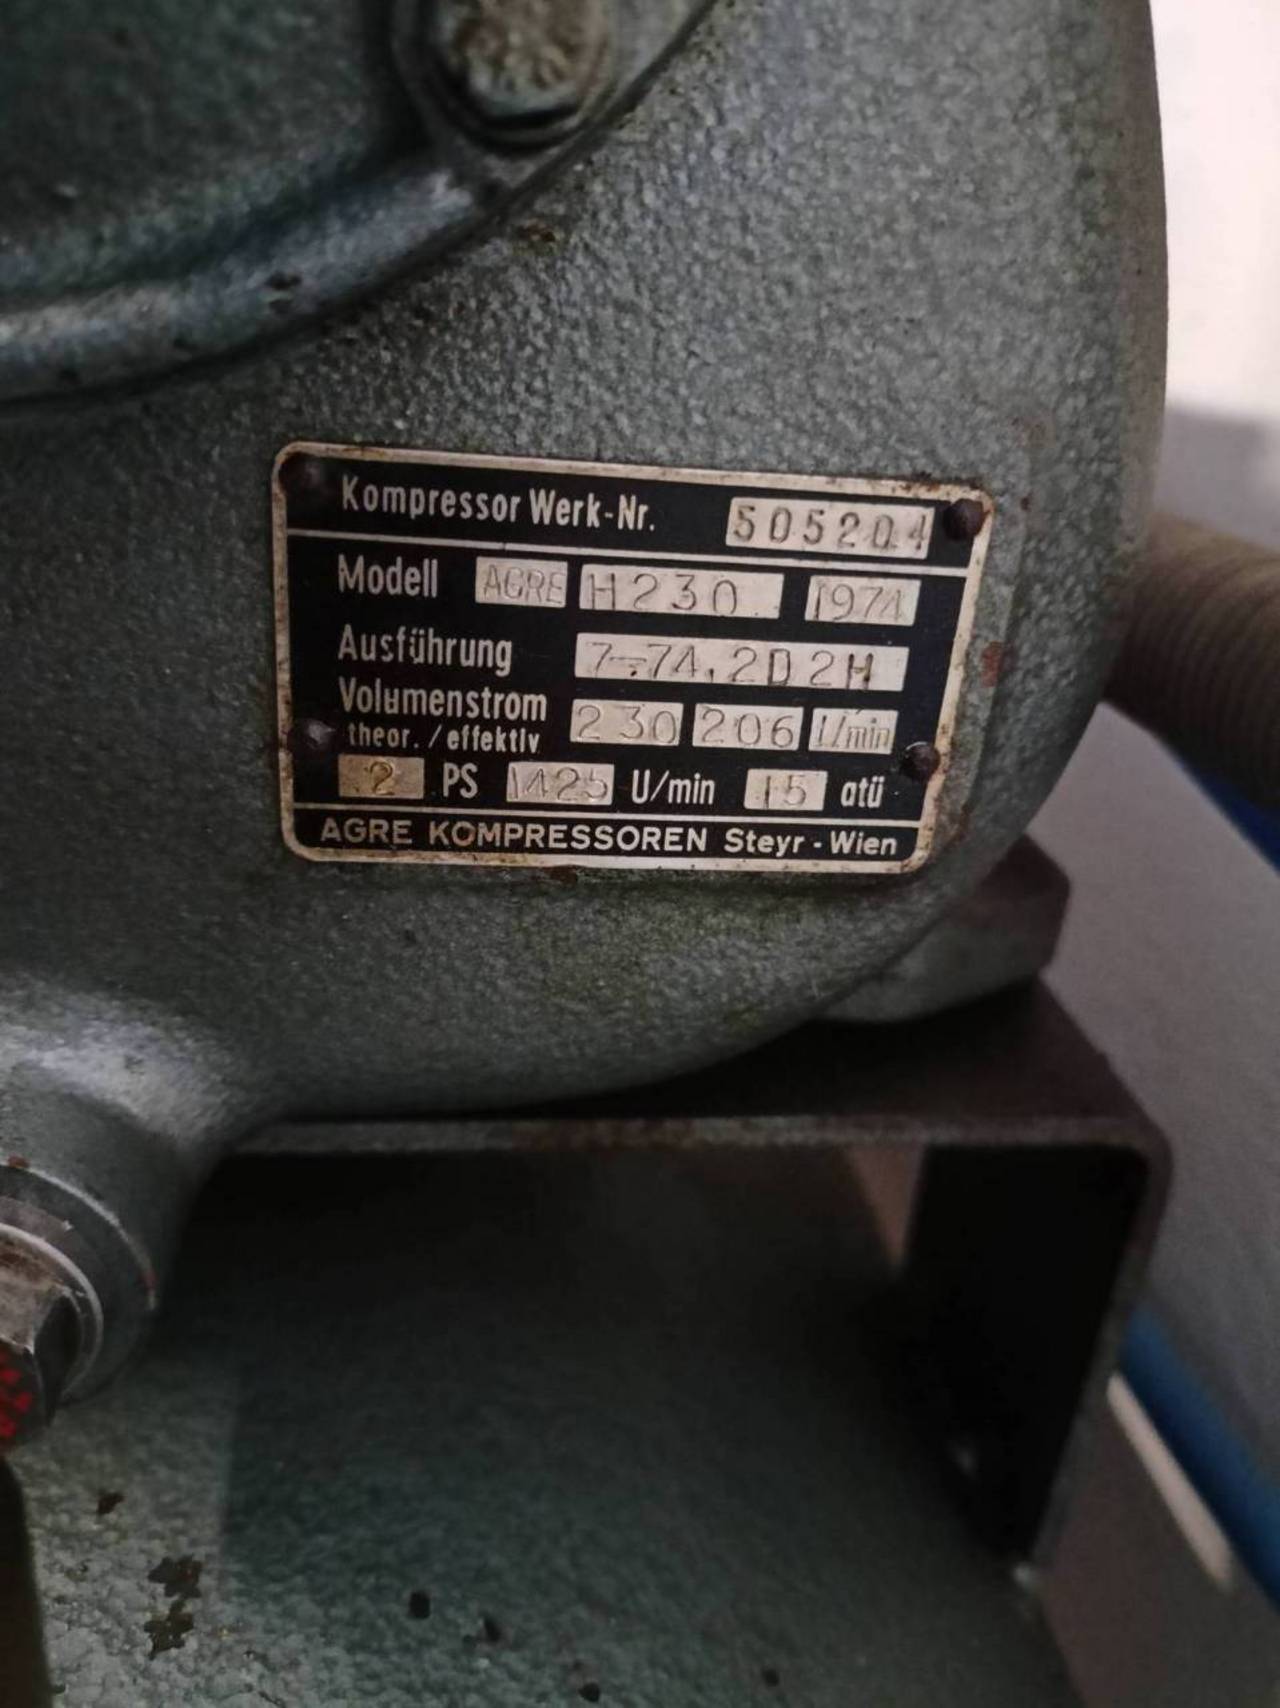 Kompressor Werk-Nr. 505204
Modell AGRE H230 1974
Ausführung 7-74.2D2H
Volumenstrom 230 206 l/min
theor./effektiv
2 PS 1425 U/min 15 atü
AGRE KOMPRESSOREN Steyr - Wien